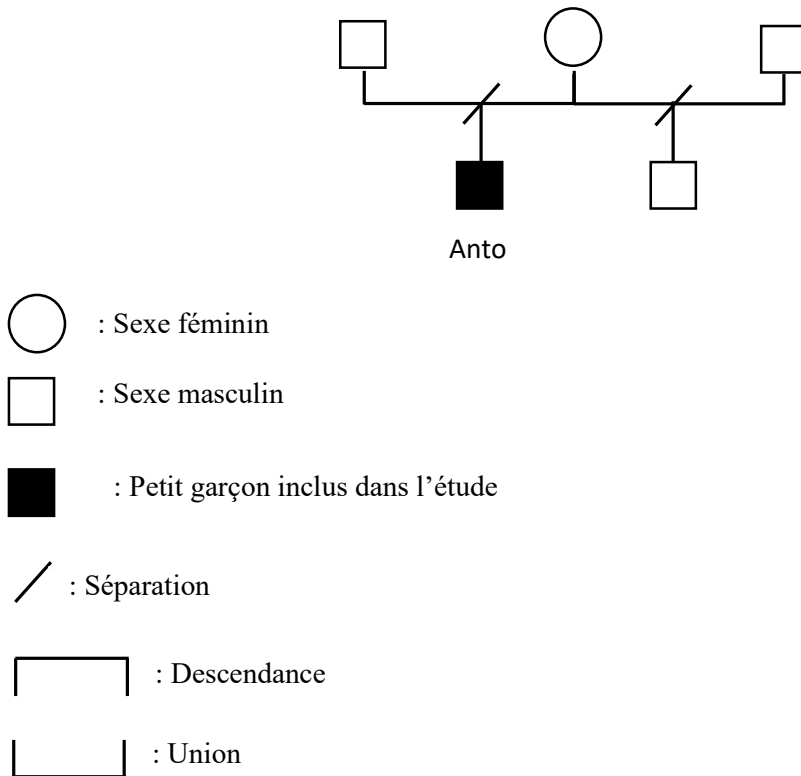 Anto
: Sexe féminin
: Sexe masculin
: Petit garçon inclus dans l’étude
: Séparation
: Descendance
: Union